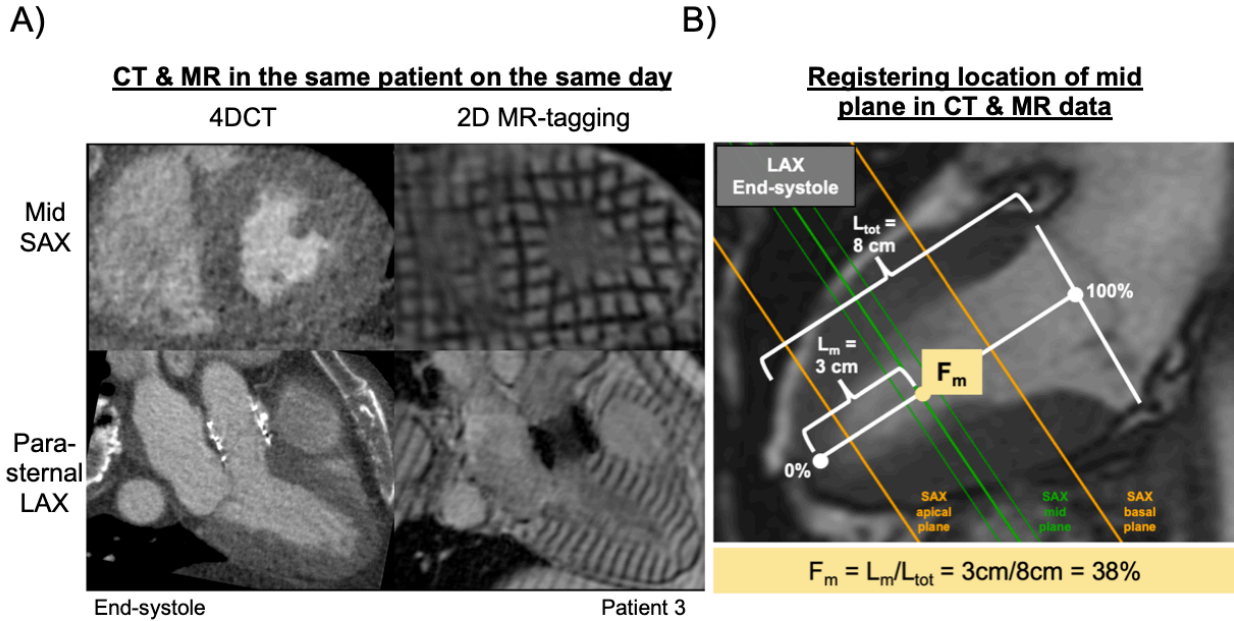 A)
CT & MR in the same patient on the same day
4DCT
2D MR-tagging
Mid
SAX
Para-
sternal
LAX
End-systole
Patient 3
B)
Registering location of mid
plane in CT & MR data
LAX
End-systole
Ltot =
8 cm
100%
Lm =
3 cm
Fm
0%
SAX
apical
plane
SAX
mid
plane
SAX
basal
plane
Fm = Lm/Ltot = 3cm/8cm = 38%